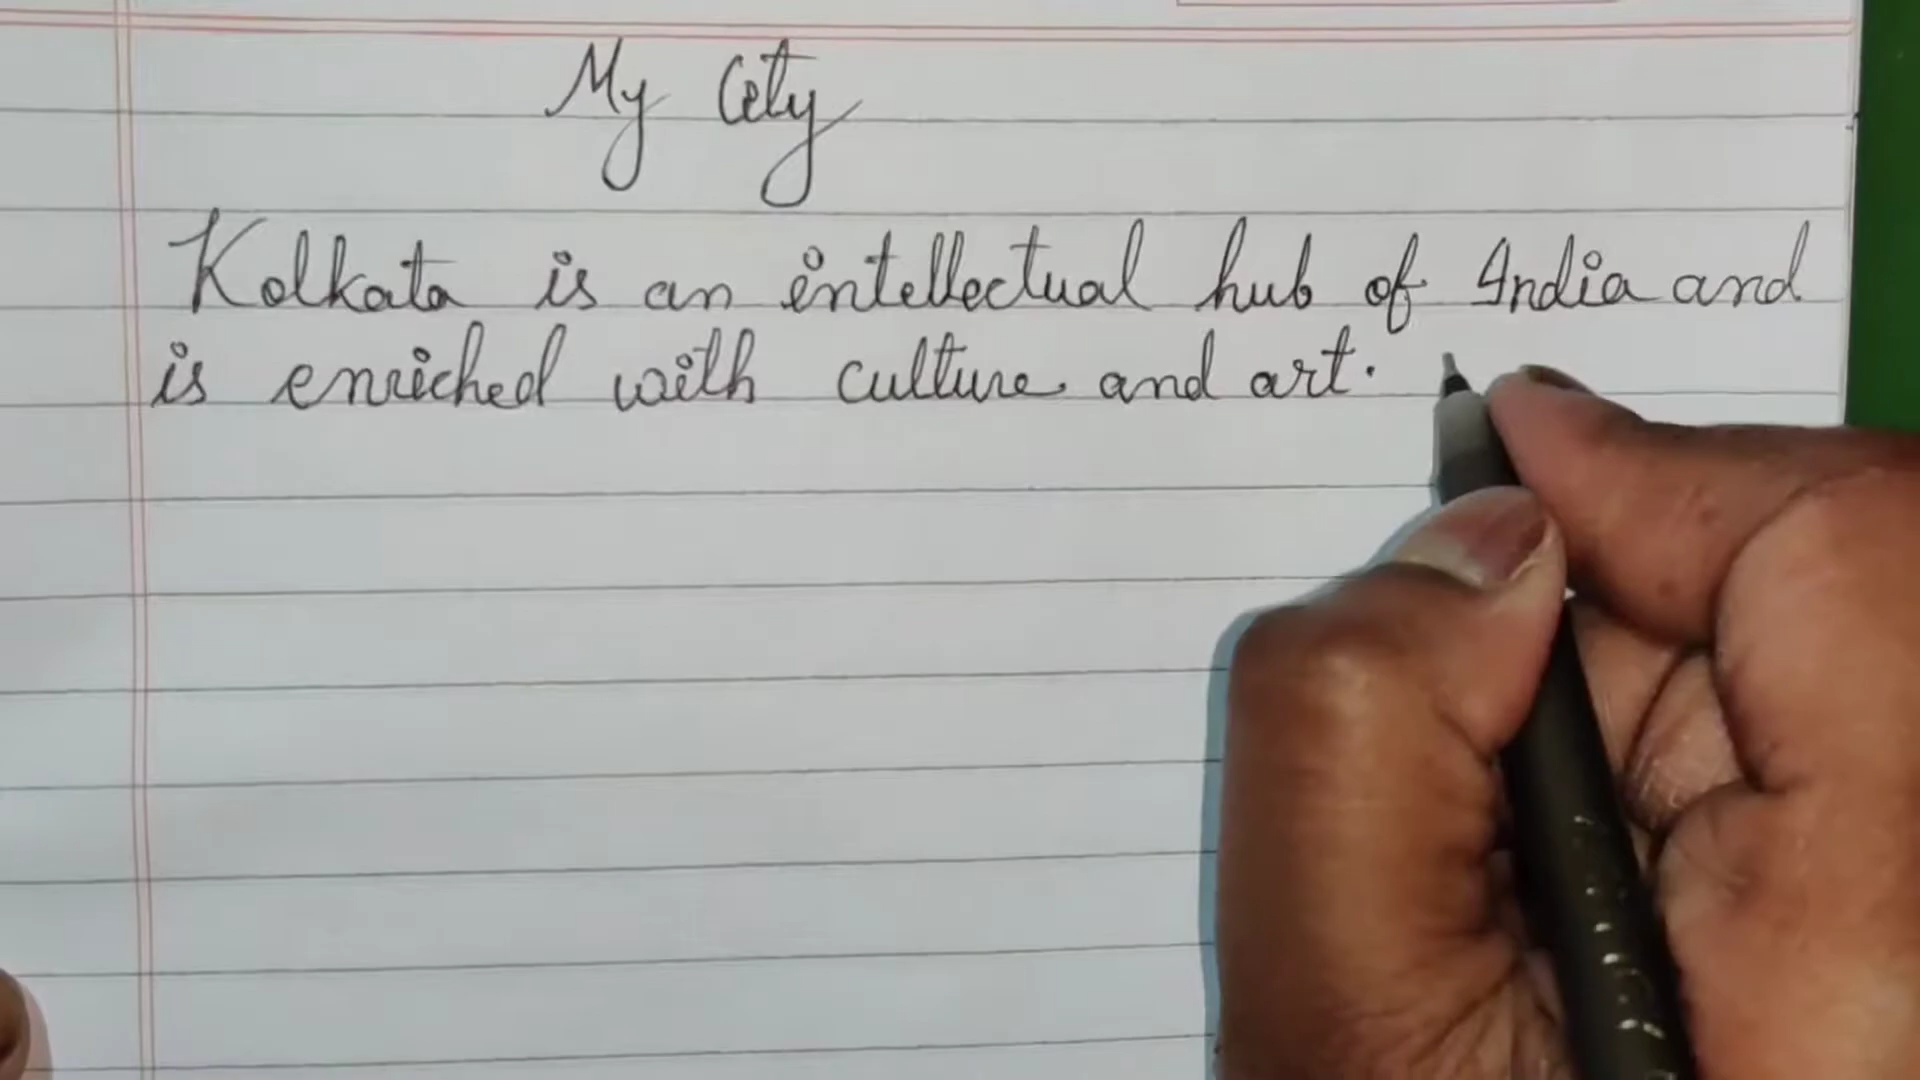 My City
Kolkata is an intellectual hub of India and
is enriched with culture and art.